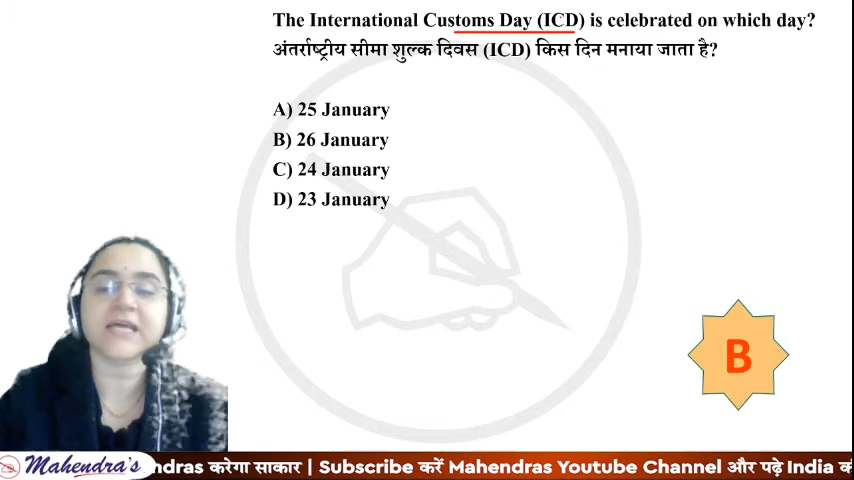 The International Customs Day (ICD) is celebrated on which day?
अंतर्राष्ट्रीय सीमा शुल्क दिवस (ICD) किस दिन मनाया जाता है?
A) 25 January
B) 26 January
C) 24 January
D) 23 January
B
Mahendra's ndras करेगा साकार | Subscribe करें Mahendras Youtube Channel और पढ़े India